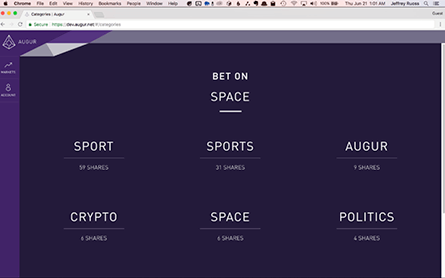 Chrome File Edit View History Bookmarks People Window Help
100% Thu Jun 21 1:01 AM Jeffrey Russo
Categories | Augur
Guest
Secure https://dev.augur.net/#/categories
AUGUR
BET ON
SPACE
MARKETS
ACCOUNT
SPORT SPORTS AUGUR
59 SHARES 31 SHARES 9 SHARES
CRYPTO SPACE POLITICS
6 SHARES 6 SHARES 4 SHARES